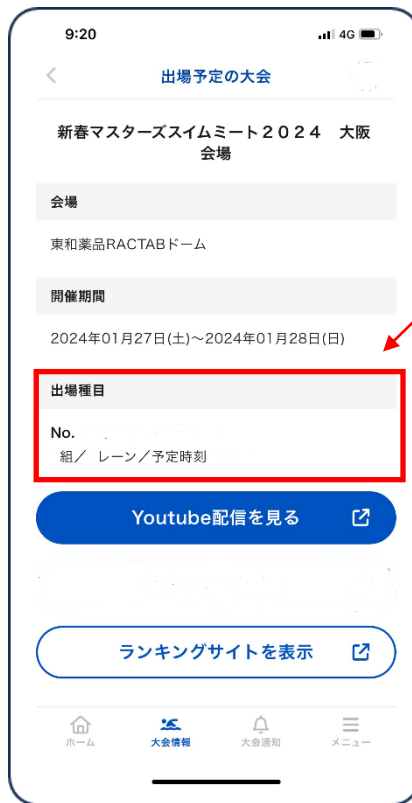 9:20
4G
出場予定の大会
新春マスターズスイムミート２０２４　大阪
会場
会場
東和薬品RACTABドーム
開催期間
2024年01月27日(土)～2024年01月28日(日)
出場種目
No.
組／ レーン／予定時刻
Youtube配信を見る
ランキングサイトを表示
ホーム 大会情報 大会通知 メニュー